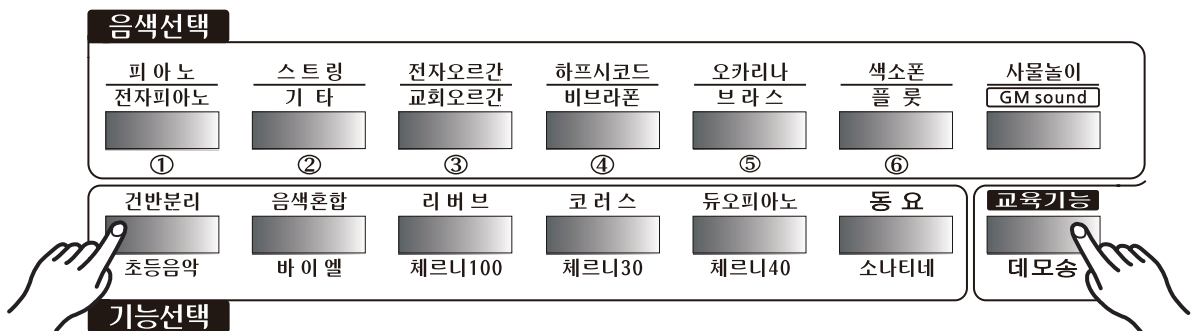 음색선택
피아노 스트링 전자오르간 하프시코드 오카리나 색소폰 사물놀이
전자피아노 기타 교회오르간 비브라폰 브라스 플룻 GM sound
① ② ③ ④ ⑤ ⑥
건반분리 음색혼합 리버브 코러스 듀오피아노 동요 교육기능
초등음악 바이엘 체르니100 체르니30 체르니40 소나티네 데모송
기능선택